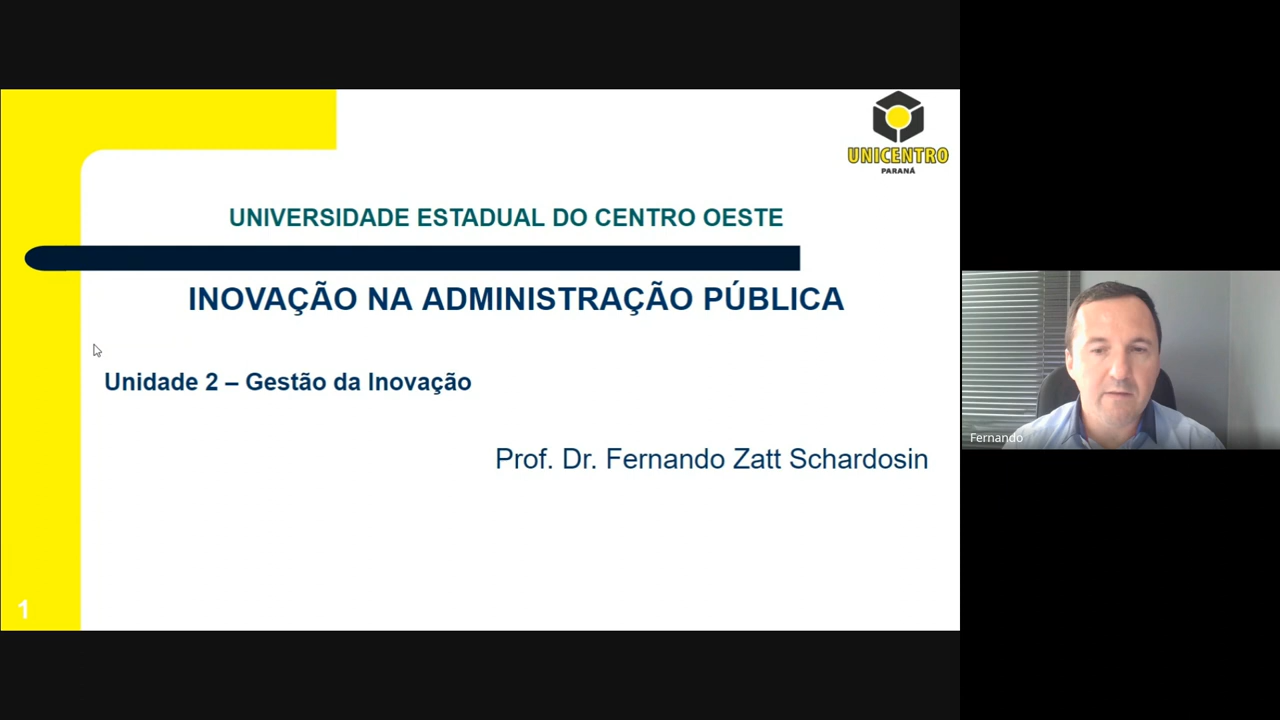 UNICENTRO
PARANÁ
UNIVERSIDADE ESTADUAL DO CENTRO OESTE
INOVAÇÃO NA ADMINISTRAÇÃO PÚBLICA
Unidade 2 – Gestão da Inovação
Prof. Dr. Fernando Zatt Schardosin
1
Fernando